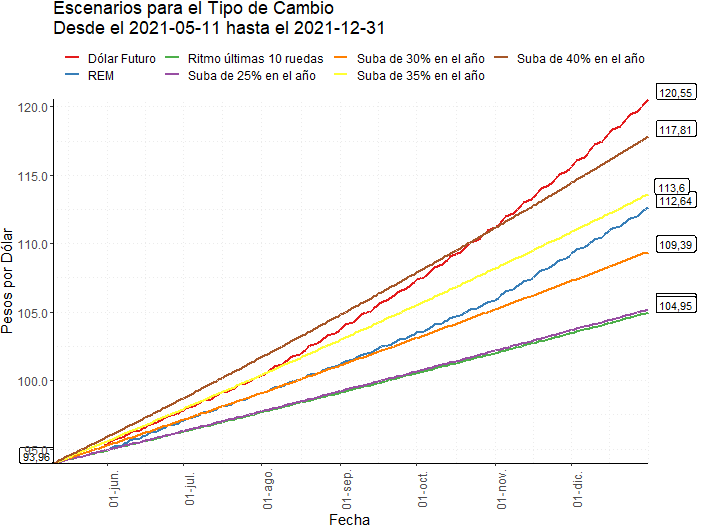 Escenarios para el Tipo de Cambio
Desde el 2021-05-11 hasta el 2021-12-31
Dólar Futuro
Ritmo últimas 10 ruedas
Suba de 30% en el año
Suba de 40% en el año
REM
Suba de 25% en el año
Suba de 35% en el año
120,55
120.0
117,81
115.0
113,6
112,64
110.0
109,39
105.0
104,95
100.0
95.0
93,96
Pesos por Dólar
01-jun.
01-jul.
01-ago.
01-sep.
01-oct.
01-nov.
01-dic.
Fecha